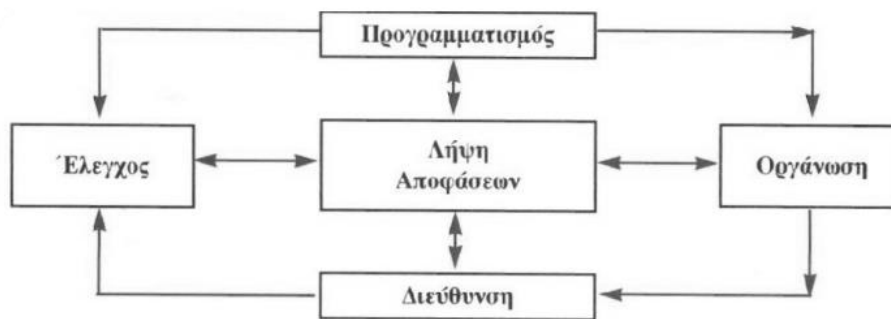 Προγραμματισμός
Έλεγχος
Λήψη
Αποφάσεων
Οργάνωση
Διεύθυνση